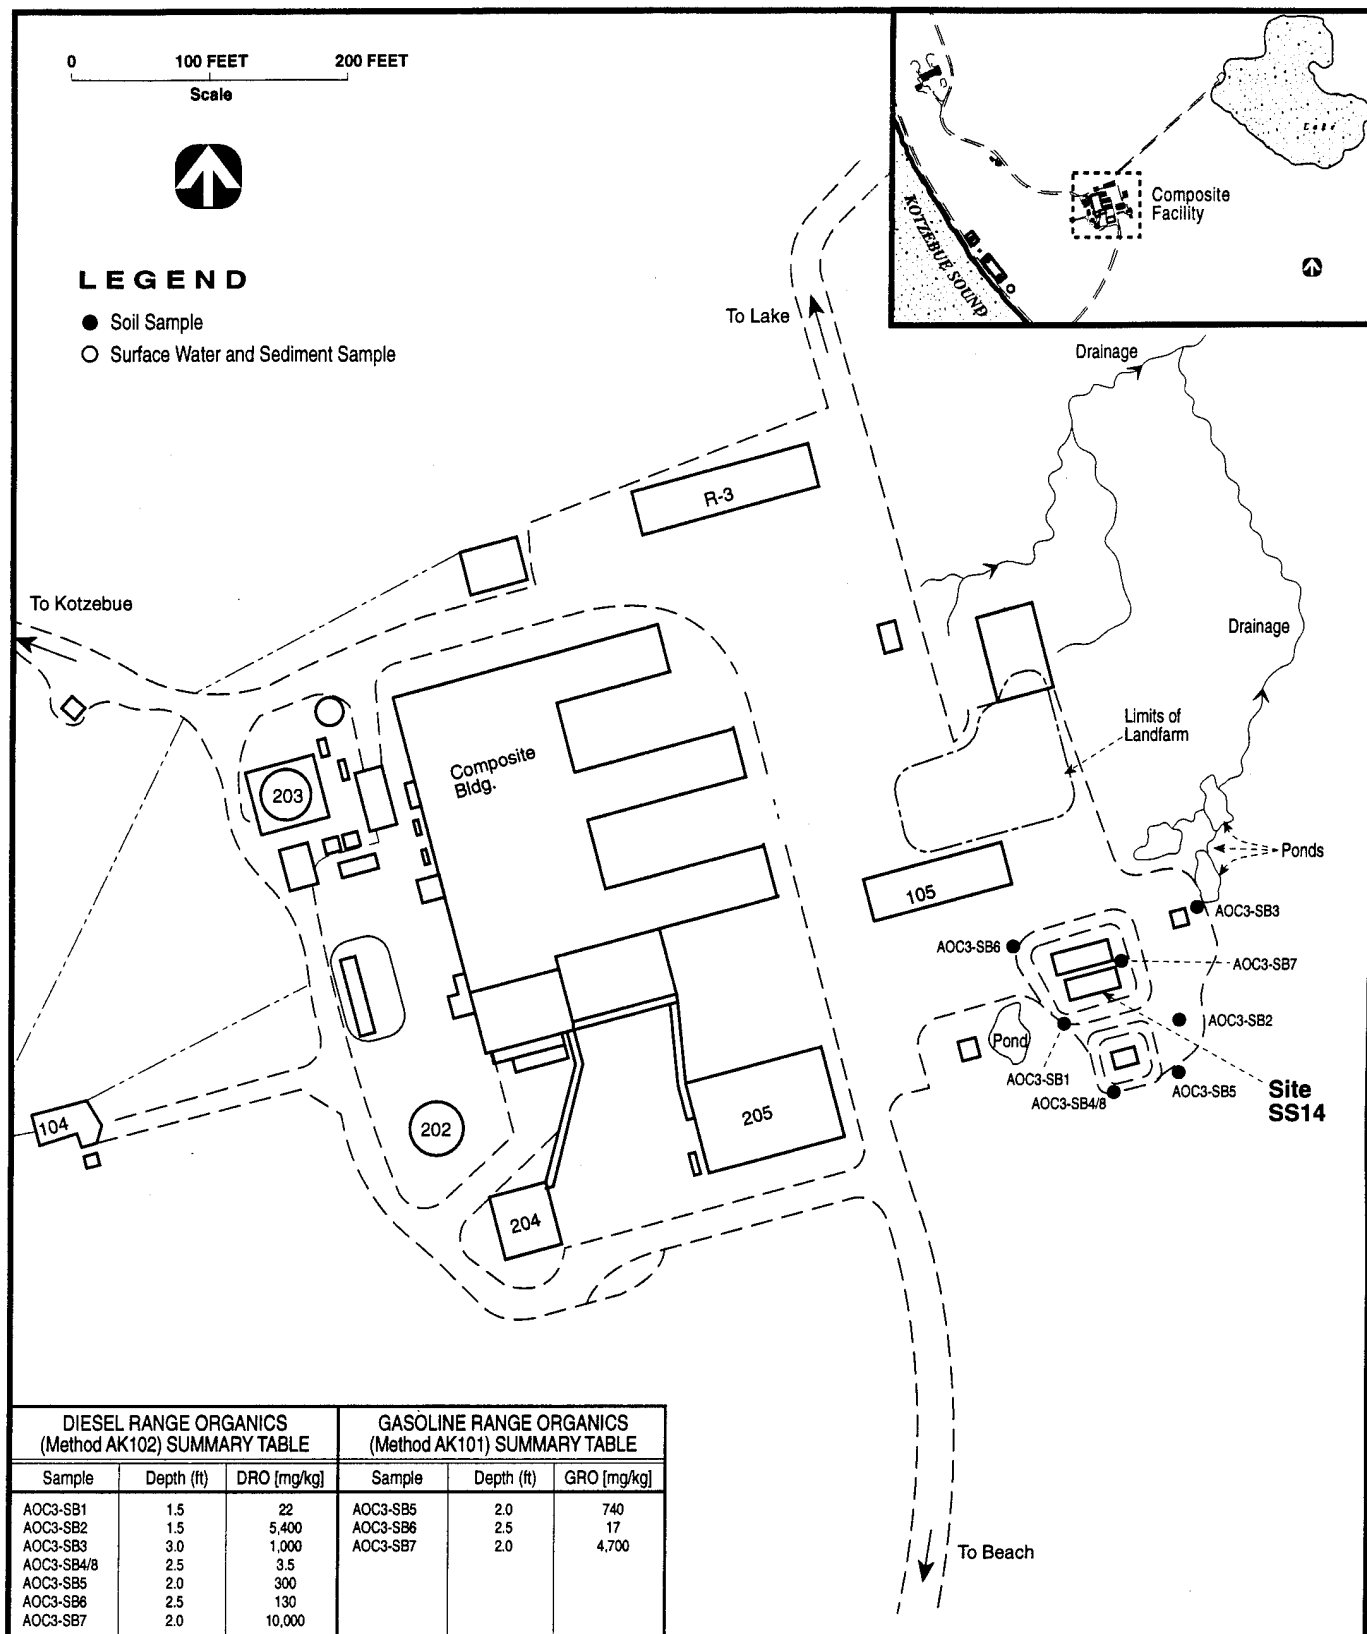 0 100 FEET 200 FEET
Scale
LEGEND
Soil Sample
Surface Water and Sediment Sample
Lake
Composite
Facility
KOTZEBUE SOUND
To Lake
Drainage
R-3
To Kotzebue
Drainage
Limits of
Landfarm
Composite
Bldg.
203
Ponds
105
AOC3-SB3
AOC3-SB6
AOC3-SB7
AOC3-SB2
Pond
AOC3-SB1
AOC3-SB5
AOC3-SB4/8
Site
SS14
104
202
205
204
To Beach
DIESEL RANGE ORGANICS
(Method AK102) SUMMARY TABLE
Sample Depth (ft) DRO [mg/kg]
AOC3-SB1 1.5 22
AOC3-SB2 1.5 5,400
AOC3-SB3 3.0 1,000
AOC3-SB4/8 2.5 3.5
AOC3-SB5 2.0 300
AOC3-SB6 2.5 130
AOC3-SB7 2.0 10,000
GASOLINE RANGE ORGANICS
(Method AK101) SUMMARY TABLE
Sample Depth (ft) GRO [mg/kg]
AOC3-SB5 2.0 740
AOC3-SB6 2.5 17
AOC3-SB7 2.0 4,700